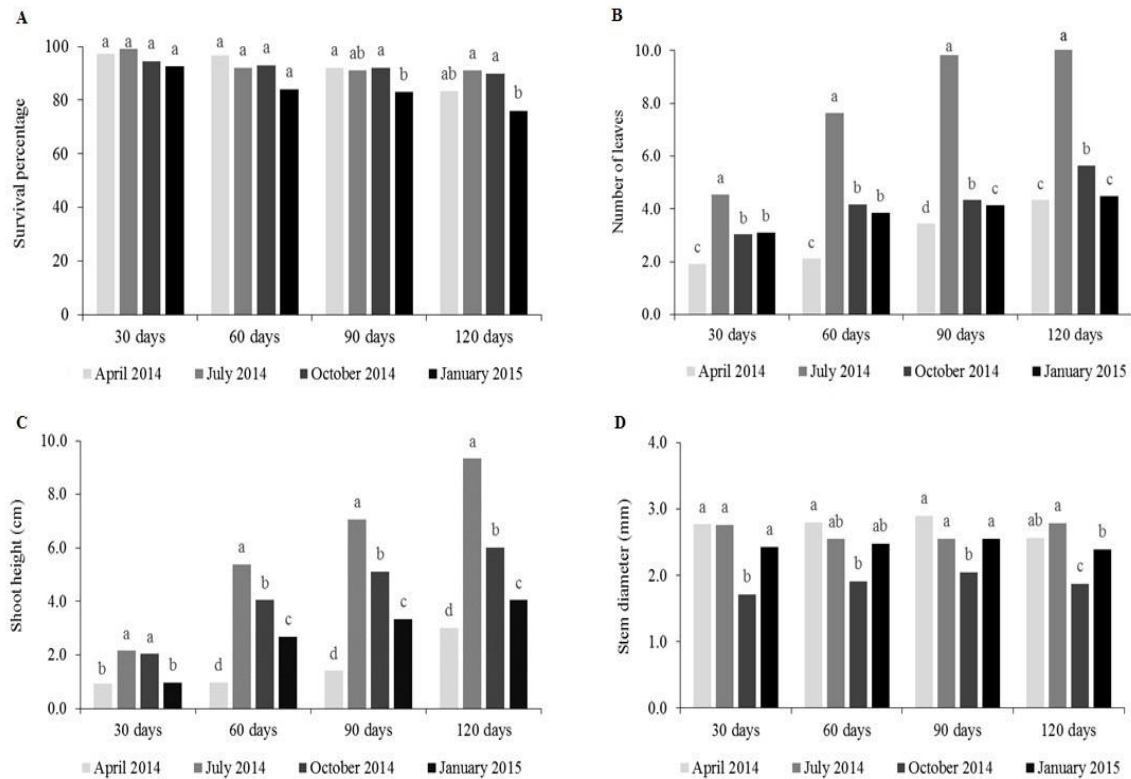 A
Survival percentage
100
80
60
40
20
0
a a a a
a a a a
a ab a b
ab a a b
30 days 60 days 90 days 120 days
April 2014 July 2014 October 2014 January 2015
B
Number of leaves
10.0
8.0
6.0
4.0
2.0
0.0
c a b b
c a b b
d a b c
c a b c
30 days 60 days 90 days 120 days
April 2014 July 2014 October 2014 January 2015
C
Shoot height (cm)
10.0
8.0
6.0
4.0
2.0
0.0
b a a b
d a b c
d a b c
d a b c
30 days 60 days 90 days 120 days
April 2014 July 2014 October 2014 January 2015
D
Stem diameter (mm)
4.0
3.0
2.0
1.0
0.0
a a b a
a ab b ab
a a b a
ab a c b
30 days 60 days 90 days 120 days
April 2014 July 2014 October 2014 January 2015